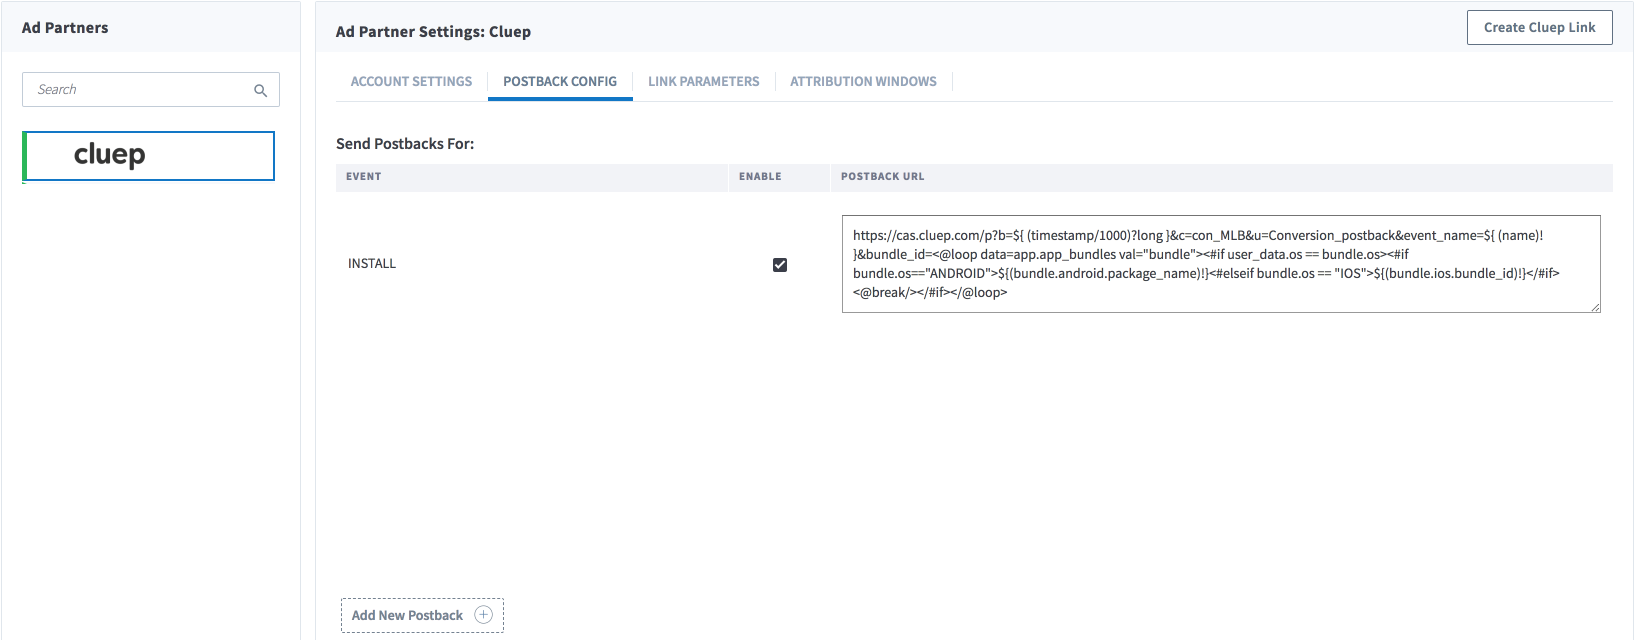 Ad Partners
Search
cluep
Ad Partner Settings: Cluep
Create Cluep Link
ACCOUNT SETTINGS
POSTBACK CONFIG
LINK PARAMETERS
ATTRIBUTION WINDOWS
Send Postbacks For:
EVENT
ENABLE
POSTBACK URL
INSTALL
https://cas.cluep.com/p?b=${ (timestamp/1000)?long }&c=con_MLB&u=Conversion_postback&event_name=${ (name)!
}&bundle_id=<@loop data=app.app_bundles val="bundle"><#if user_data.os == bundle.os><#if
bundle.os=="ANDROID">${(bundle.android.package_name)!}<#elseif bundle.os == "IOS">${(bundle.ios.bundle_id)!}</#if>
<@break/></#if></@loop>
Add New Postback